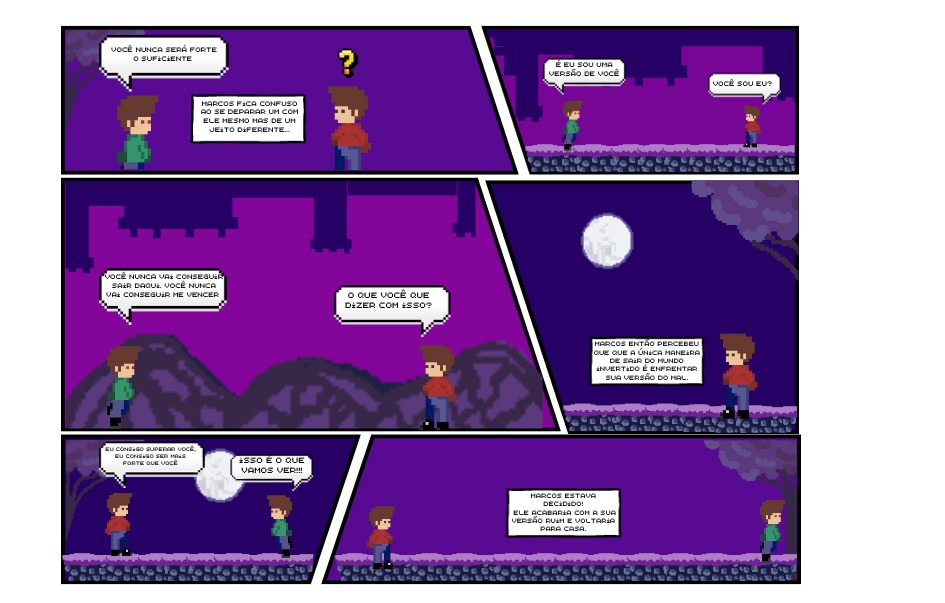 VOCÊ NUNCA SERÁ FORTE
O SUFICIENTE
?
MARCOS FICA CONFUSO
AO SE DEPARAR UM COM
ELE MESMO MAS DE UM
JEITO DIFERENTE...
É EU SOU UMA
VERSÃO DE VOCÊ
VOCÊ SOU EU?
VOCÊ NUNCA VAI CONSEGUIR
SAIR DAQUI. VOCÊ NUNCA
VAI CONSEGUIR ME VENCER
O QUE VOCÊ QUE
DIZER COM ISSO?
MARCOS ENTÃO PERCEBEU
QUE QUE A ÚNICA MANEIRA
DE SAIR DO MUNDO
INVERTIDO É ENFRENTAR
SUA VERSÃO DO MAL.
EU CONSIGO SUPERAR VOCÊ,
EU CONSIGO SER MAIS
FORTE QUE VOCÊ
ISSO É O QUE
VAMOS VER!!!
MARCOS ESTAVA
DECIDIDO!
ELE ACABARIA COM A SUA
VERSÃO RUIM E VOLTARIA
PARA CASA.